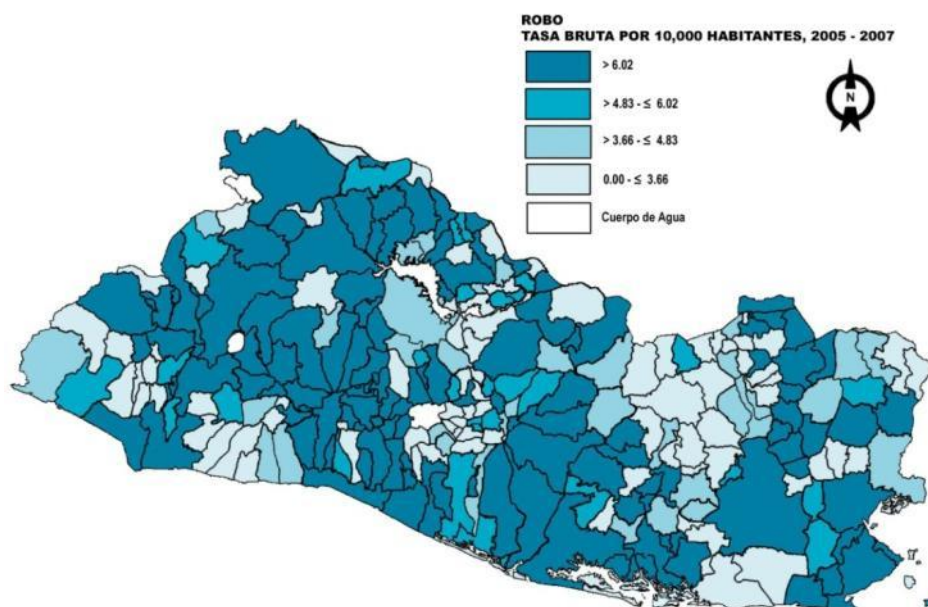 ROBO
TASA BRUTA POR 10,000 HABITANTES, 2005 - 2007
> 6.02
> 4.83 - ≤ 6.02
> 3.66 - ≤ 4.83
0.00 - ≤ 3.66
Cuerpo de Agua
N